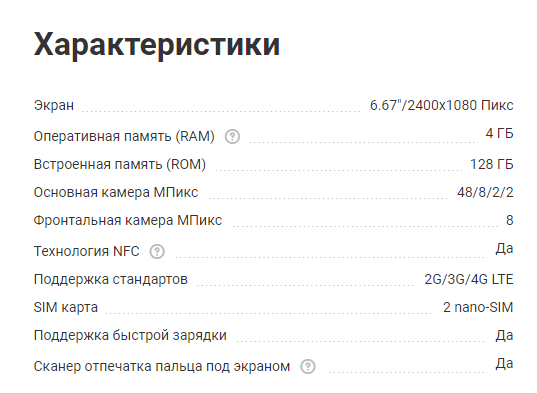 Характеристики
Экран 6.67"/2400x1080 Пикс
Оперативная память (RAM) ? 4 ГБ
Встроенная память (ROM) 128 ГБ
Основная камера МПикс 48/8/2/2
Фронтальная камера МПикс 8
Технология NFC ? Да
Поддержка стандартов 2G/3G/4G LTE
SIM карта 2 nano-SIM
Поддержка быстрой зарядки Да
Сканер отпечатка пальца под экраном ? Да